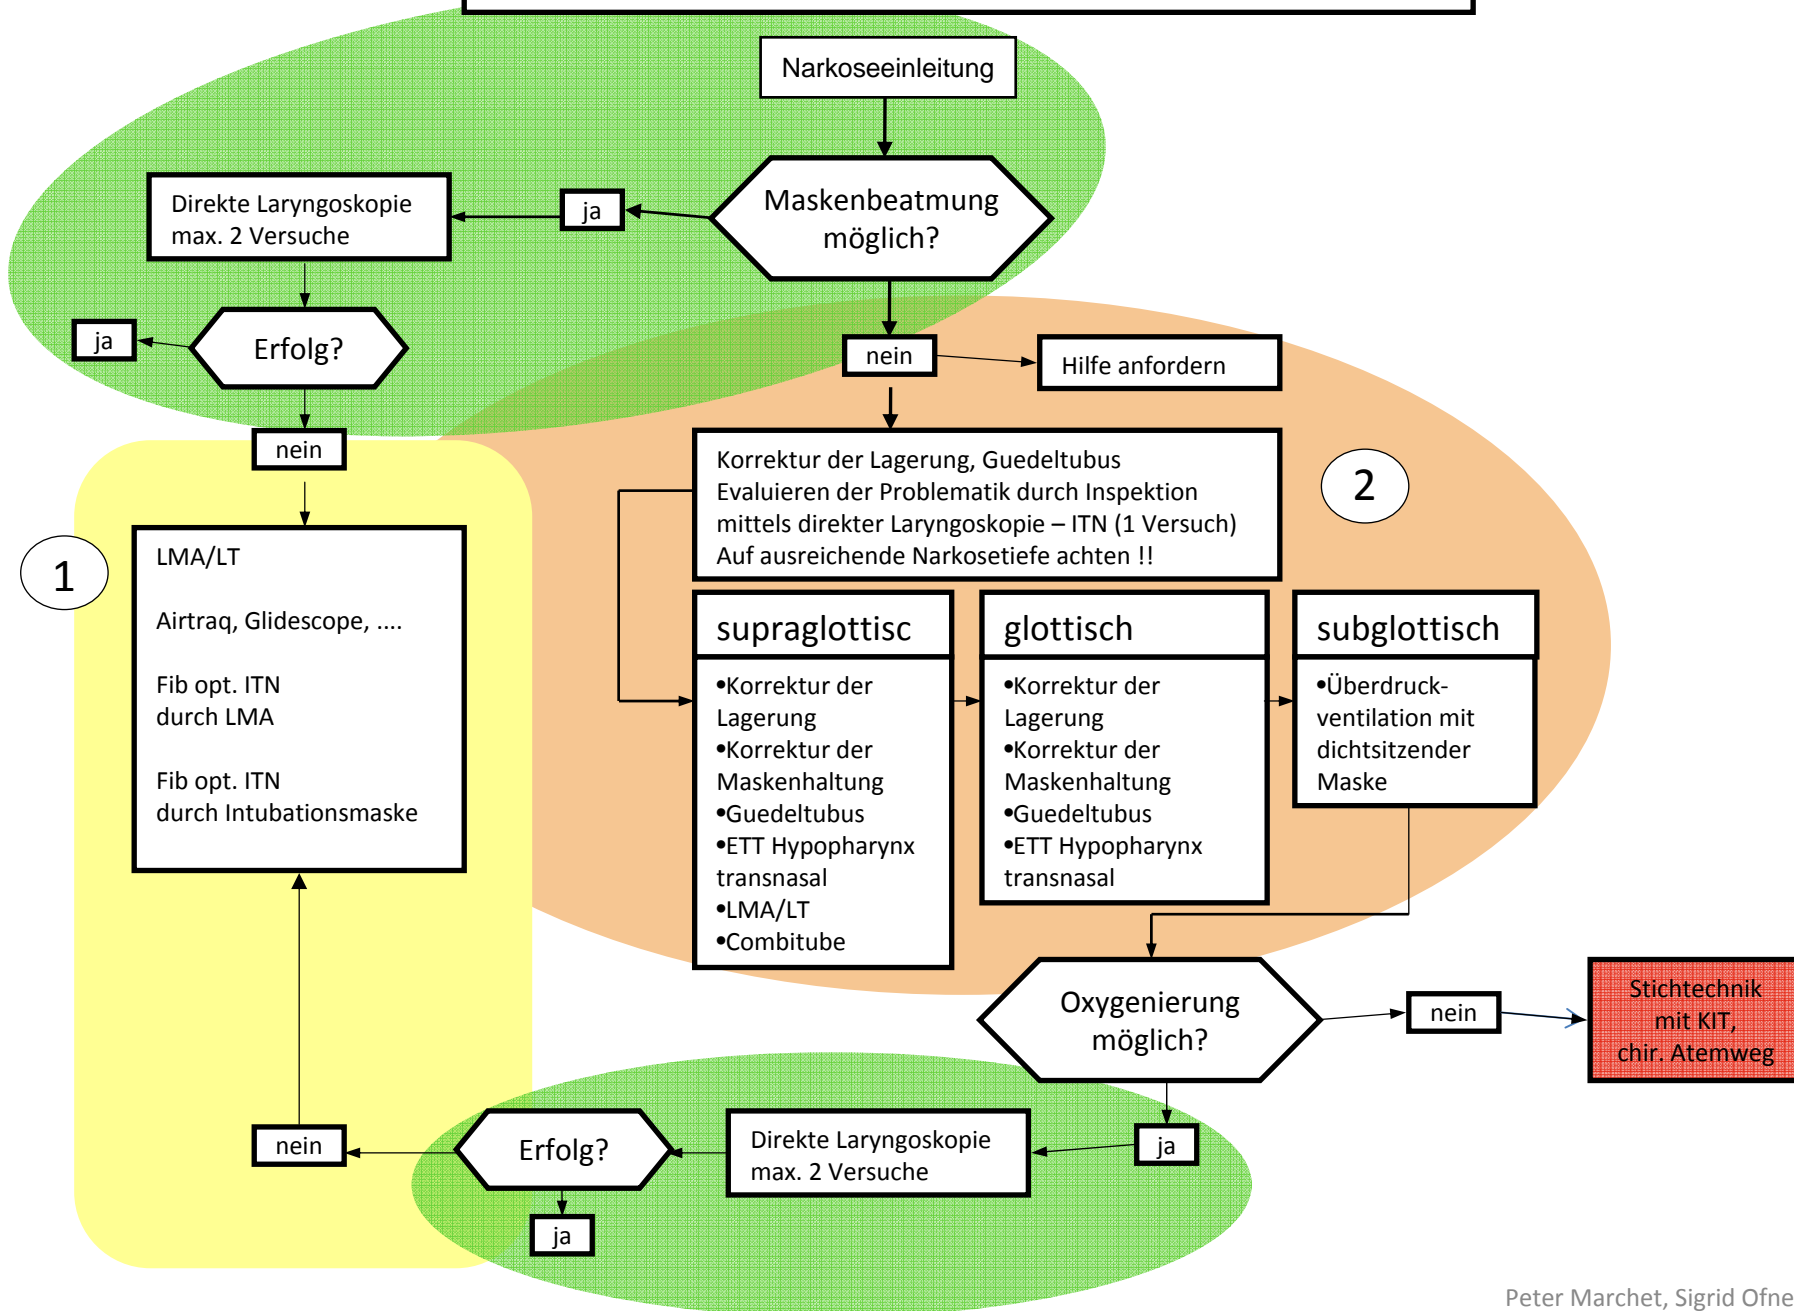 Narkoseeinleitung
Maskenbeatmung
möglich?
ja
Direkte Laryngoskopie
max. 2 Versuche
Erfolg?
ja
nein
nein
Hilfe anfordern
Korrektur der Lagerung, Guedeltubus
Evaluieren der Problematik durch Inspektion
mittels direkter Laryngoskopie – ITN (1 Versuch)
Auf ausreichende Narkosetiefe achten !!
2
1
LMA/LT
Airtraq, Glidescope, ....
Fib opt. ITN
durch LMA
Fib opt. ITN
durch Intubationsmaske
supraglottisc
•Korrektur der
Lagerung
•Korrektur der
Maskenhaltung
•Guedeltubus
•ETT Hypopharynx
transnasal
•LMA/LT
•Combitube
glottisch
•Korrektur der
Lagerung
•Korrektur der
Maskenhaltung
•Guedeltubus
•ETT Hypopharynx
transnasal
subglottisch
•Überdruck-
ventilation mit
dichtsitzender
Maske
Oxygenierung
möglich?
nein
Stichtechnik
mit KIT,
chir. Atemweg
ja
Direkte Laryngoskopie
max. 2 Versuche
Erfolg?
nein
ja
Peter Marchet, Sigrid Ofne